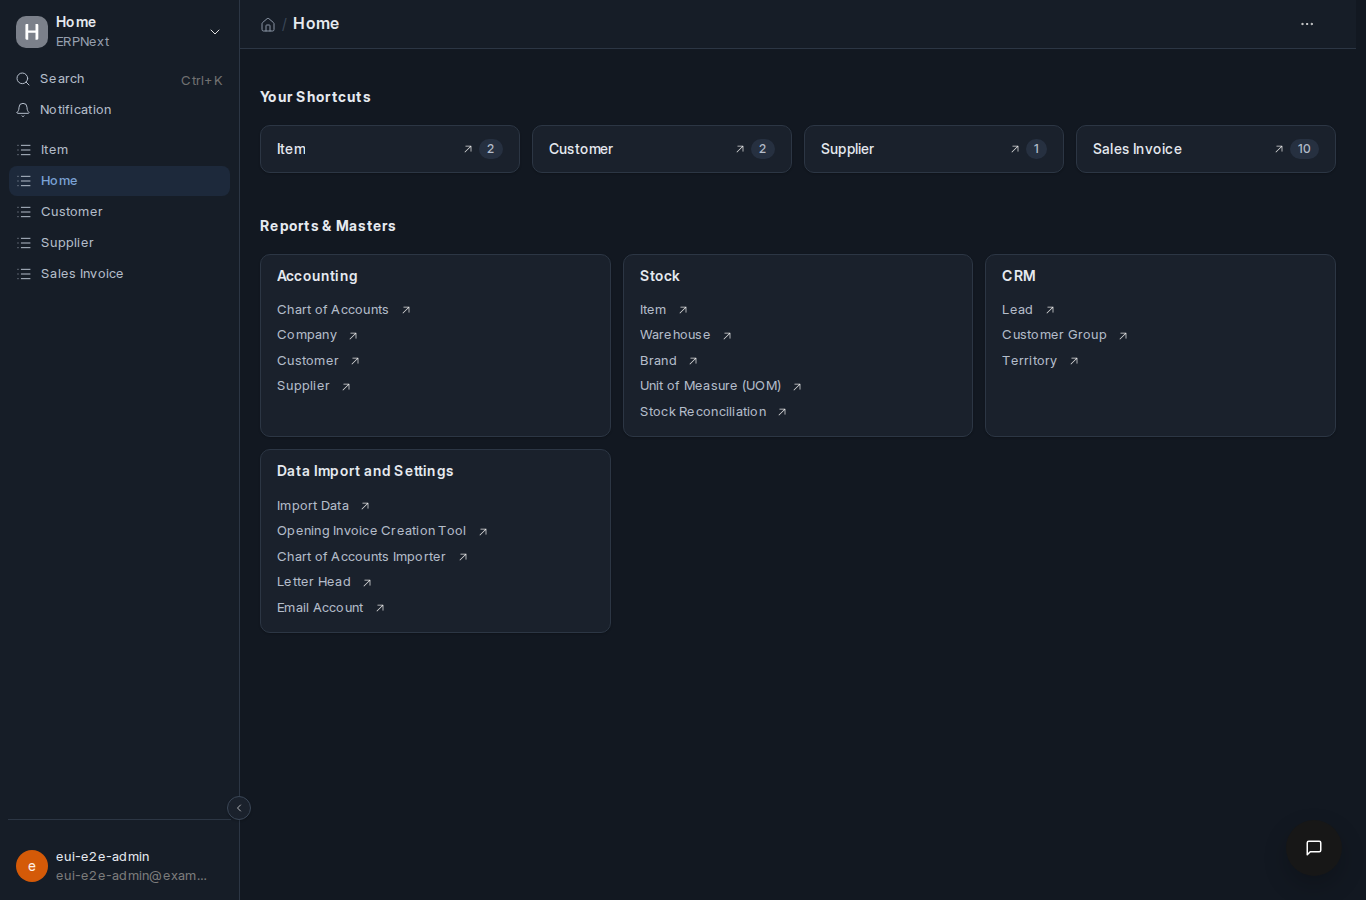 H
Home
ERPNext
Search
Ctrl+K
Notification
Item
Home
Customer
Supplier
Sales Invoice
e
eui-e2e-admin
eui-e2e-admin@exam...
/ Home
Your Shortcuts
Item 2
Customer 2
Supplier 1
Sales Invoice 10
Reports & Masters
Accounting
Chart of Accounts
Company
Customer
Supplier
Stock
Item
Warehouse
Brand
Unit of Measure (UOM)
Stock Reconciliation
CRM
Lead
Customer Group
Territory
Data Import and Settings
Import Data
Opening Invoice Creation Tool
Chart of Accounts Importer
Letter Head
Email Account